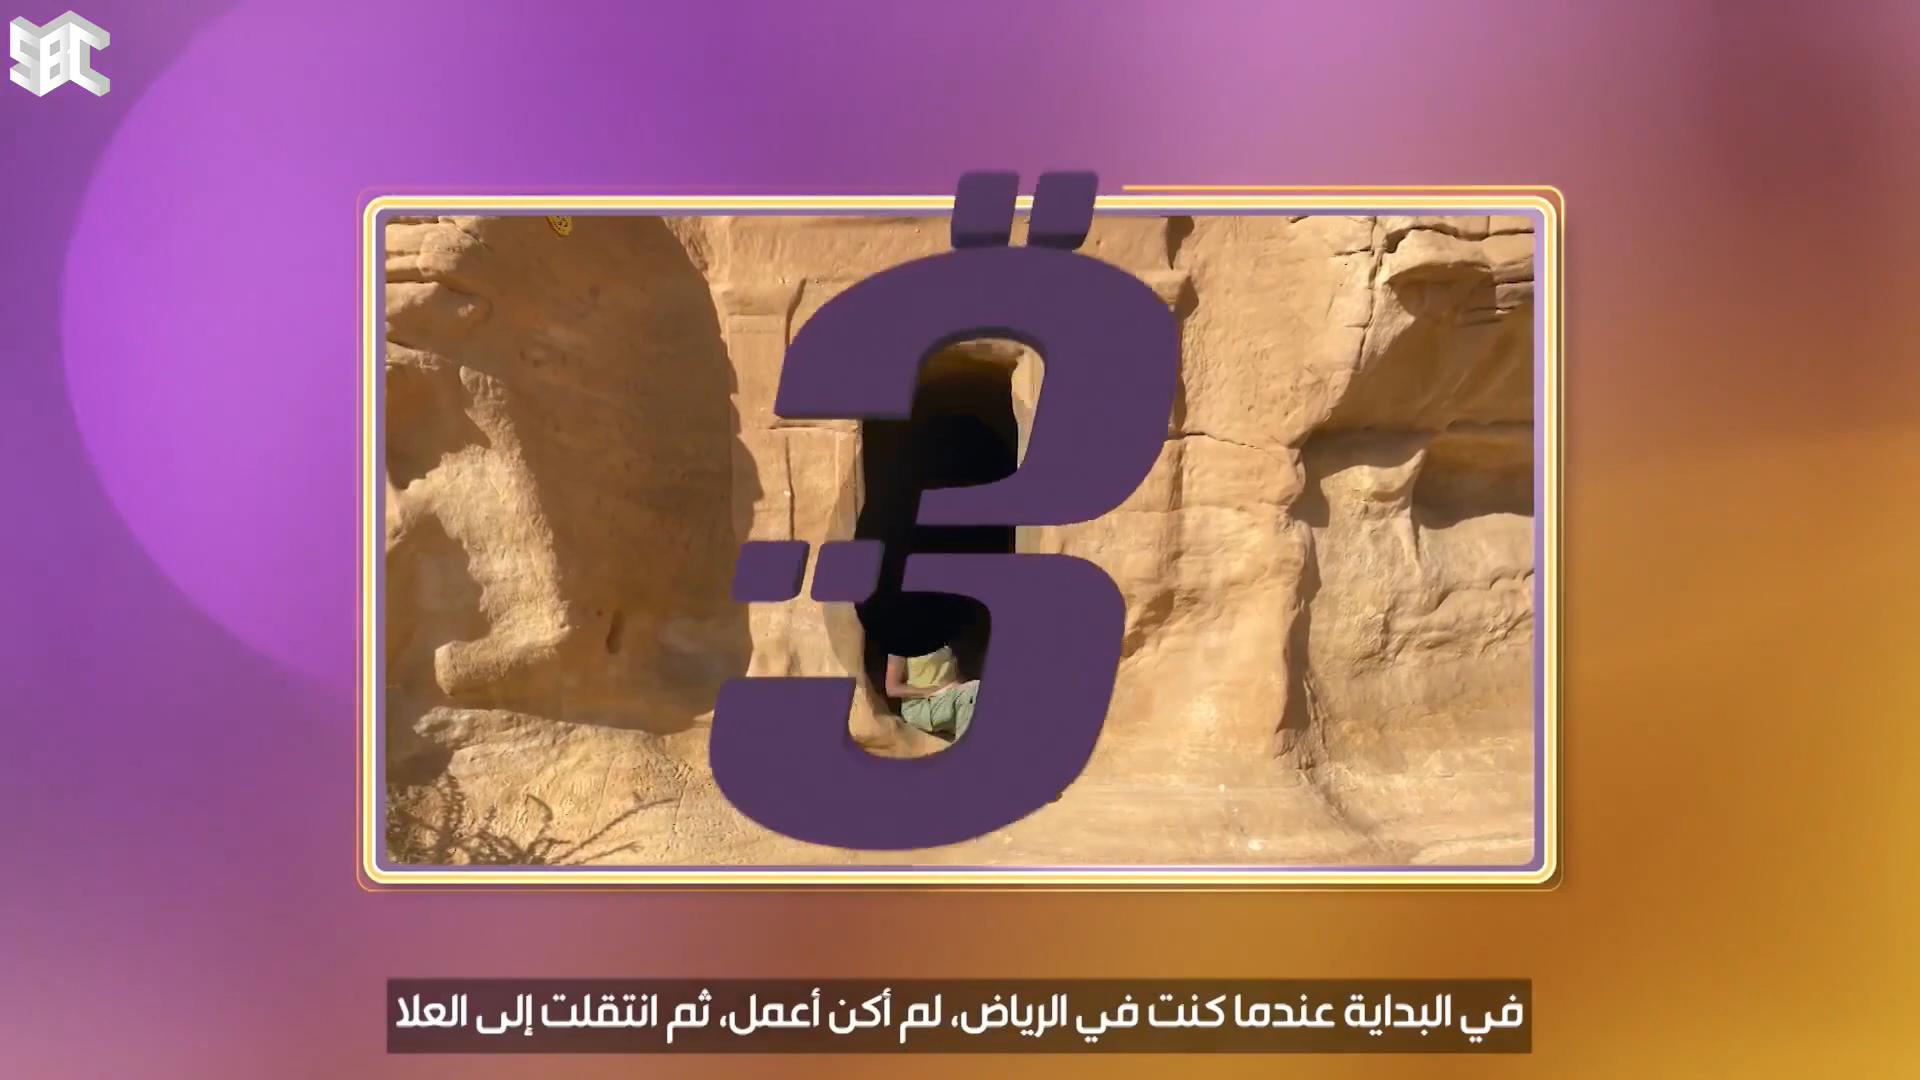 SBC
في البداية عندما كنت في الرياض، لم أكن أعمل، ثم انتقلت إلى العلا